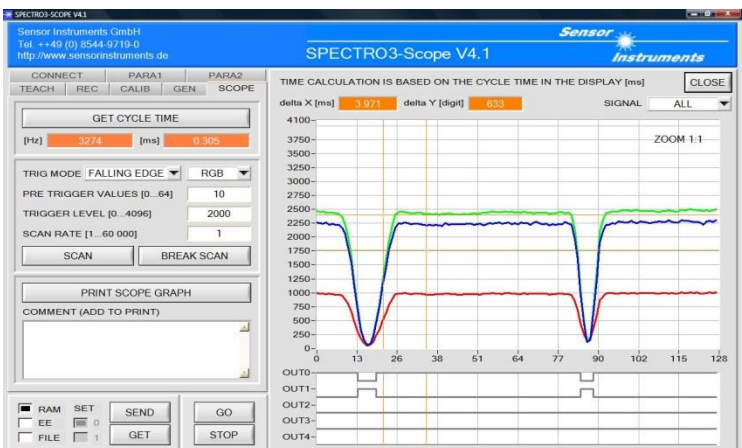 SPECTRO3-SCOPE V4.1
Sensor Instruments GmbH
Tel. ++49 (0) 8544-9719-0
http://www.sensorinstruments.de
SPECTRO3-Scope V4.1
Sensor
Instruments
CONNECT PARA1 PARA2
TEACH REC CALIB GEN SCOPE
GET CYCLE TIME
[Hz] 3274 [ms] 0.305
TRIG MODE FALLING EDGE RGB
PRE TRIGGER VALUES [0...64] 10
TRIGGER LEVEL [0...4096] 2000
SCAN RATE [1...60 000] 1
SCAN BREAK SCAN
PRINT SCOPE GRAPH
COMMENT (ADD TO PRINT)
RAM SET SEND GO
EE 0
FILE 1 GET STOP
TIME CALCULATION IS BASED ON THE CYCLE TIME IN THE DISPLAY [ms] CLOSE
delta X [ms] 3.971 delta Y [digit] 633 SIGNAL ALL
ZOOM 1:1
4100-
3750-
3500-
3250-
3000-
2750-
2500-
2250-
2000-
1750-
1500-
1250-
1000-
750-
500-
250-
0-
0 13 26 38 51 64 77 90 102 115 128
OUT0-
OUT1-
OUT2-
OUT3-
OUT4-